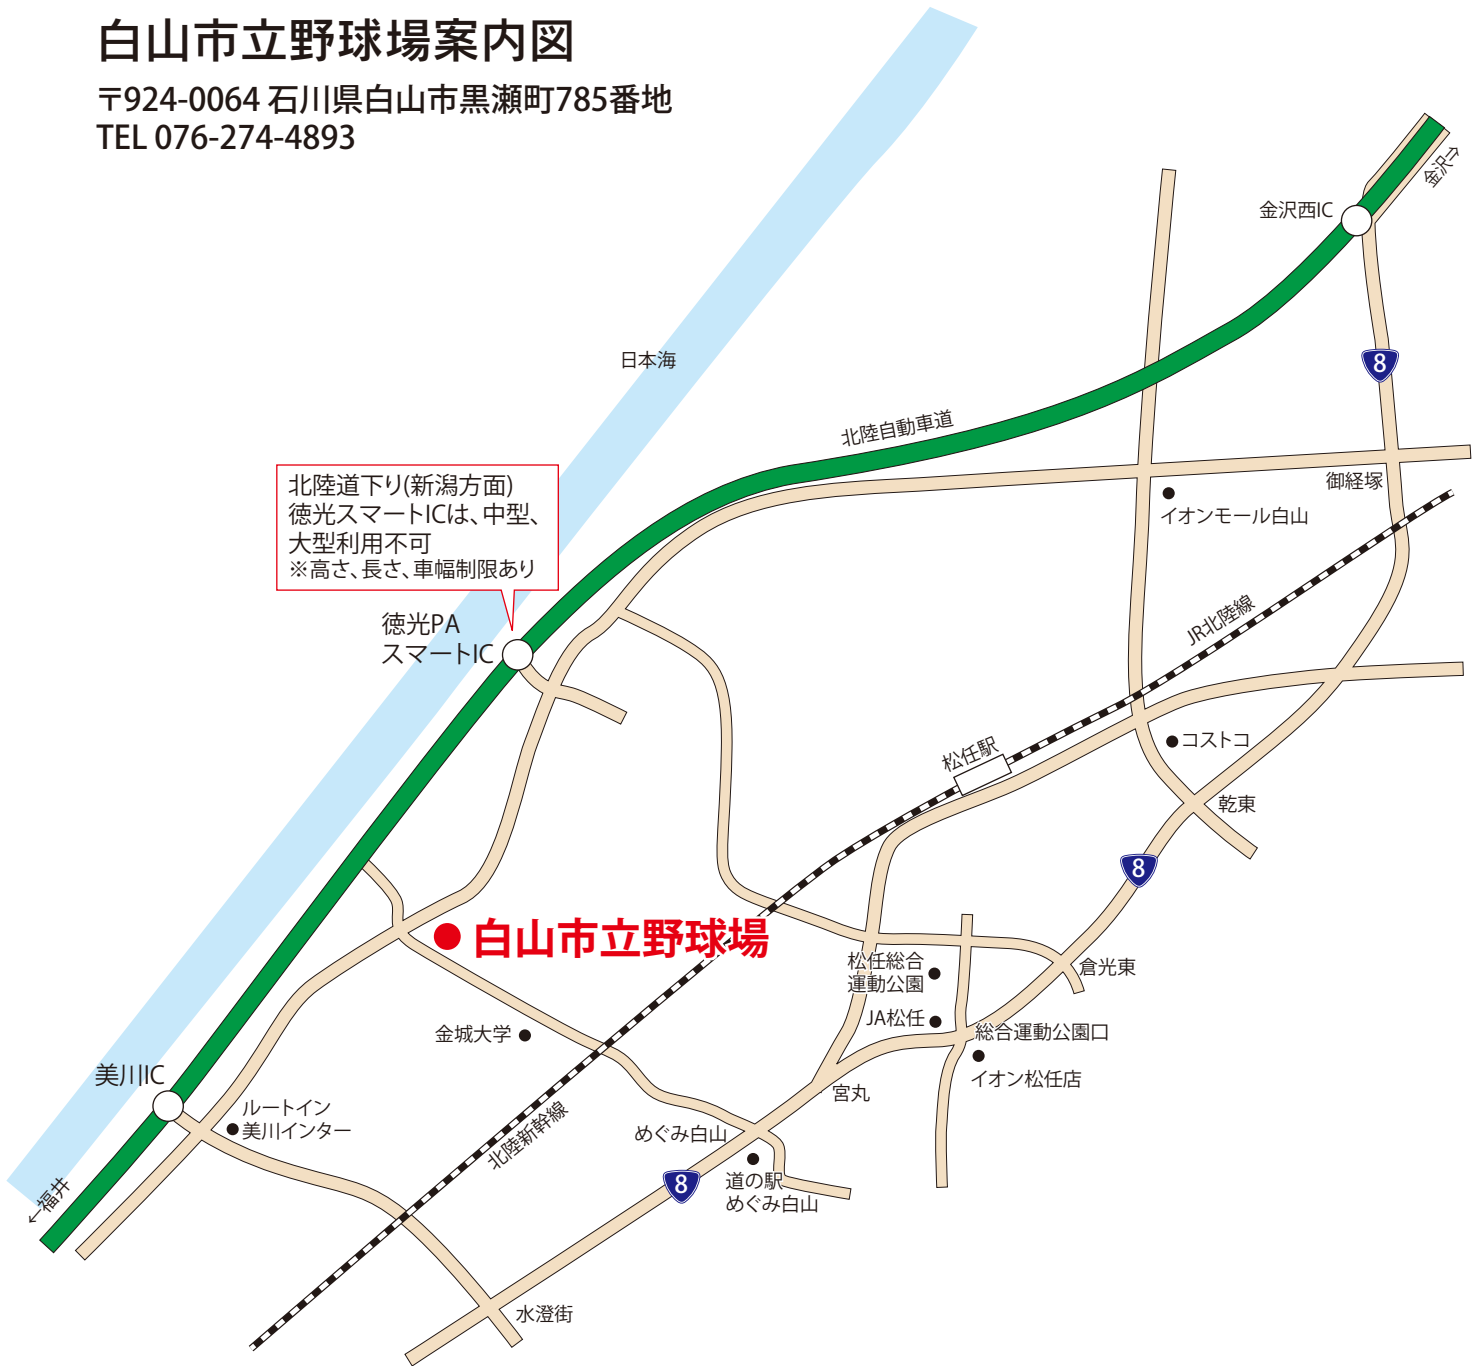 白山市立野球場案内図
〒924-0064 石川県白山市黒瀬町785番地
TEL 076-274-4893
金沢→
金沢西IC
8
日本海
北陸自動車道
北陸道下り(新潟方面)
徳光スマートICは、中型、
大型利用不可
※高さ、長さ、車幅制限あり
御経塚
イオンモール白山
徳光PA
スマートIC
JR北陸線
松任駅
コストコ
乾東
8
白山市立野球場
松任総合
運動公園
倉光東
JA松任
総合運動公園口
金城大学
イオン松任店
美川IC
宮丸
ルートイン
美川インター
北陸新幹線
めぐみ白山
8
道の駅
めぐみ白山
←福井
水澄街